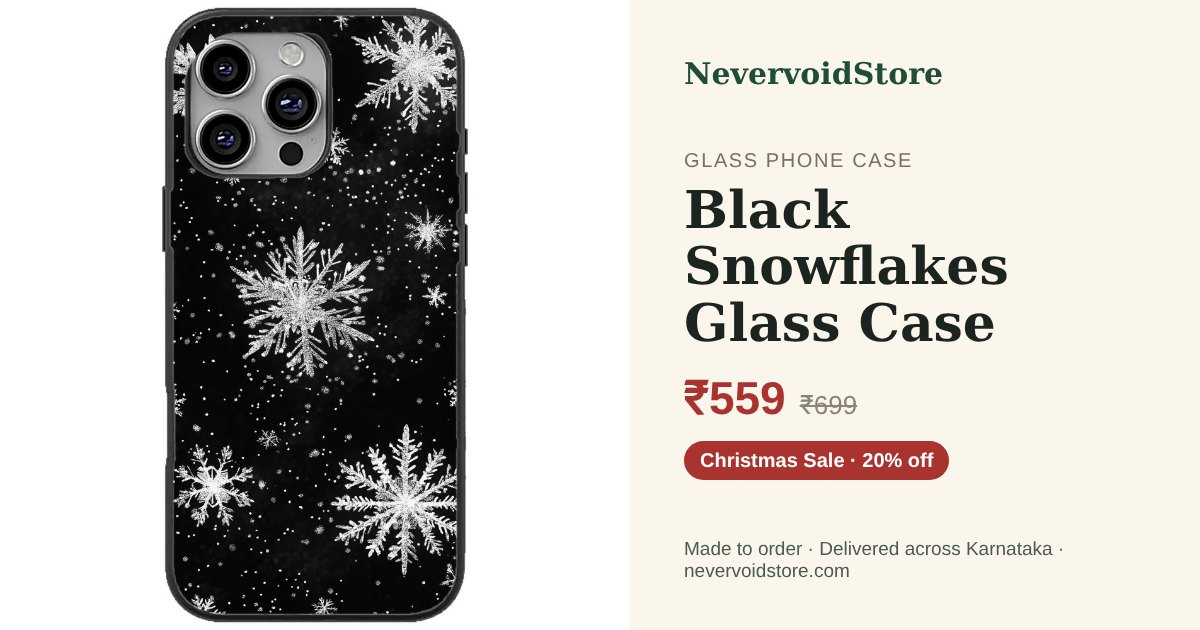 NevervoidStore
GLASS PHONE CASE
Black
Snowflakes
Glass Case
₹559 ₹699
Christmas Sale · 20% off
Made to order · Delivered across Karnataka ·
nevervoidstore.com